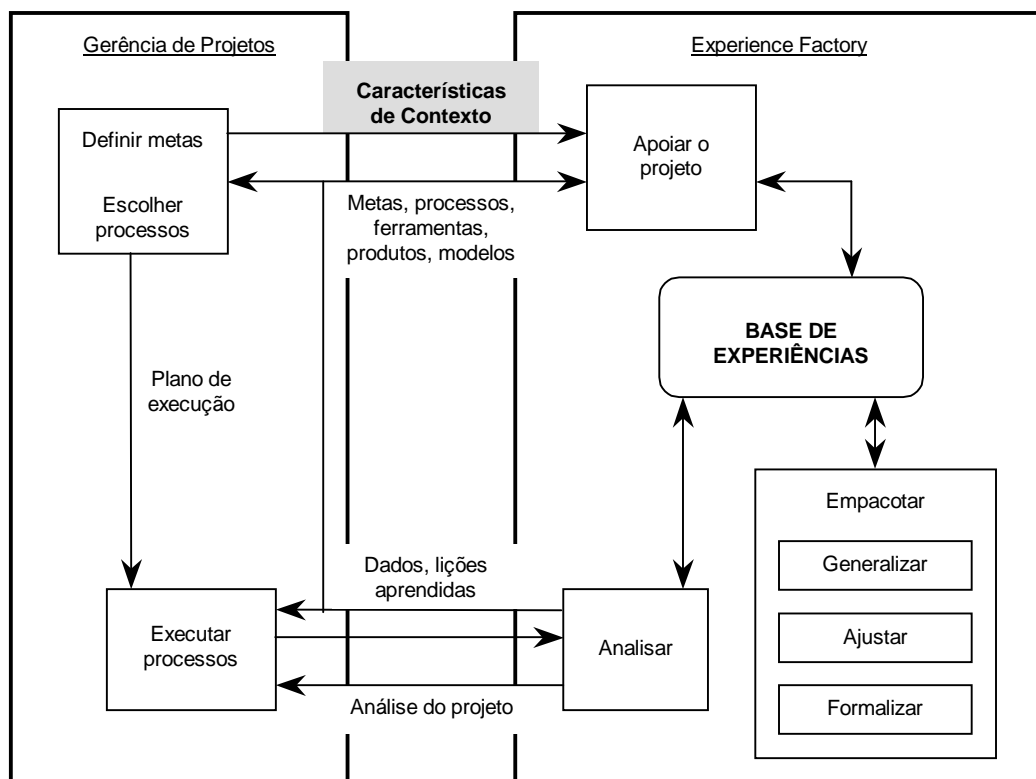 Gerência de Projetos
Experience Factory
Características
de Contexto
Definir metas
Escolher
processos
Apoiar o
projeto
Metas, processos,
ferramentas,
produtos, modelos
BASE DE
EXPERIÊNCIAS
Plano de
execução
Empacotar
Generalizar
Ajustar
Formalizar
Dados, lições
aprendidas
Executar
processos
Analisar
Análise do projeto